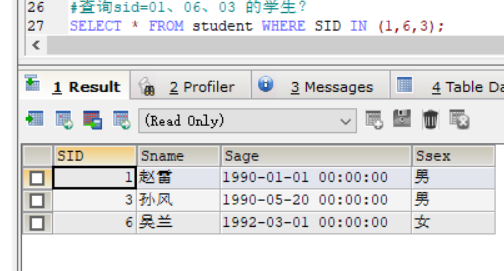 26 #查询sid=01、06、03 的学生?
27 SELECT * FROM student WHERE SID IN (1,6,3);
1 Result 2 Profiler 3 Messages 4 Table Da
(Read Only)
SID Sname Sage Ssex
1 赵雷 1990-01-01 00:00:00 男
3 孙风 1990-05-20 00:00:00 男
6 吴兰 1992-03-01 00:00:00 女